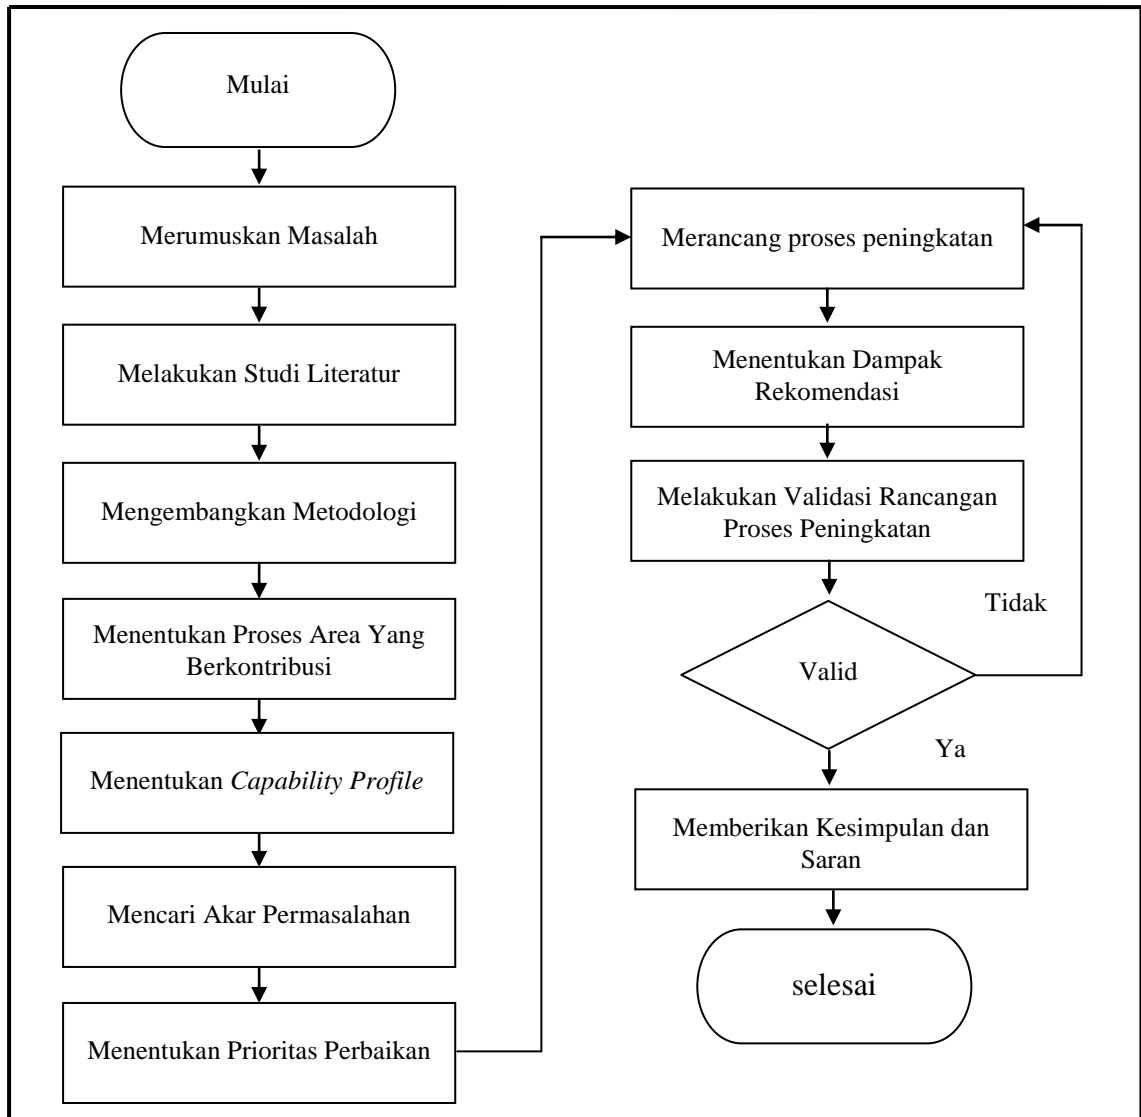 Mulai
Merumuskan Masalah
Melakukan Studi Literatur
Mengembangkan Metodologi
Menentukan Proses Area Yang
Berkontribusi
Menentukan Capability Profile
Mencari Akar Permasalahan
Menentukan Prioritas Perbaikan
Merancang proses peningkatan
Menentukan Dampak
Rekomendasi
Melakukan Validasi Rancangan
Proses Peningkatan
Tidak
Valid
Ya
Memberikan Kesimpulan dan
Saran
selesai